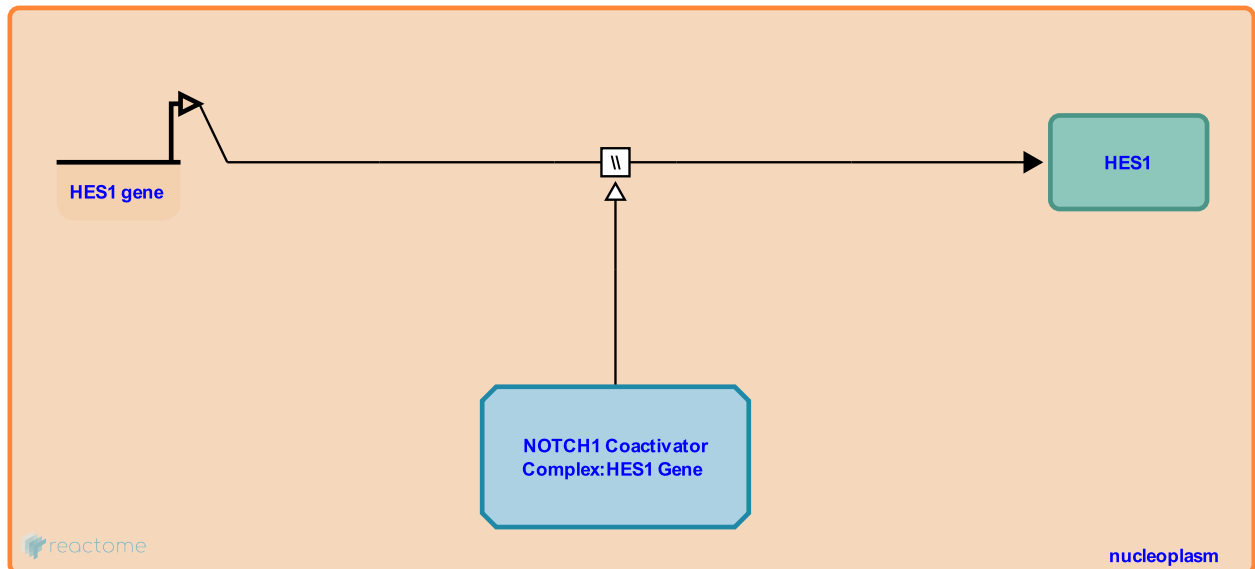 HES1 gene
\\
HES1
NOTCH1 Coactivator
Complex:HES1 Gene
reactome
nucleoplasm